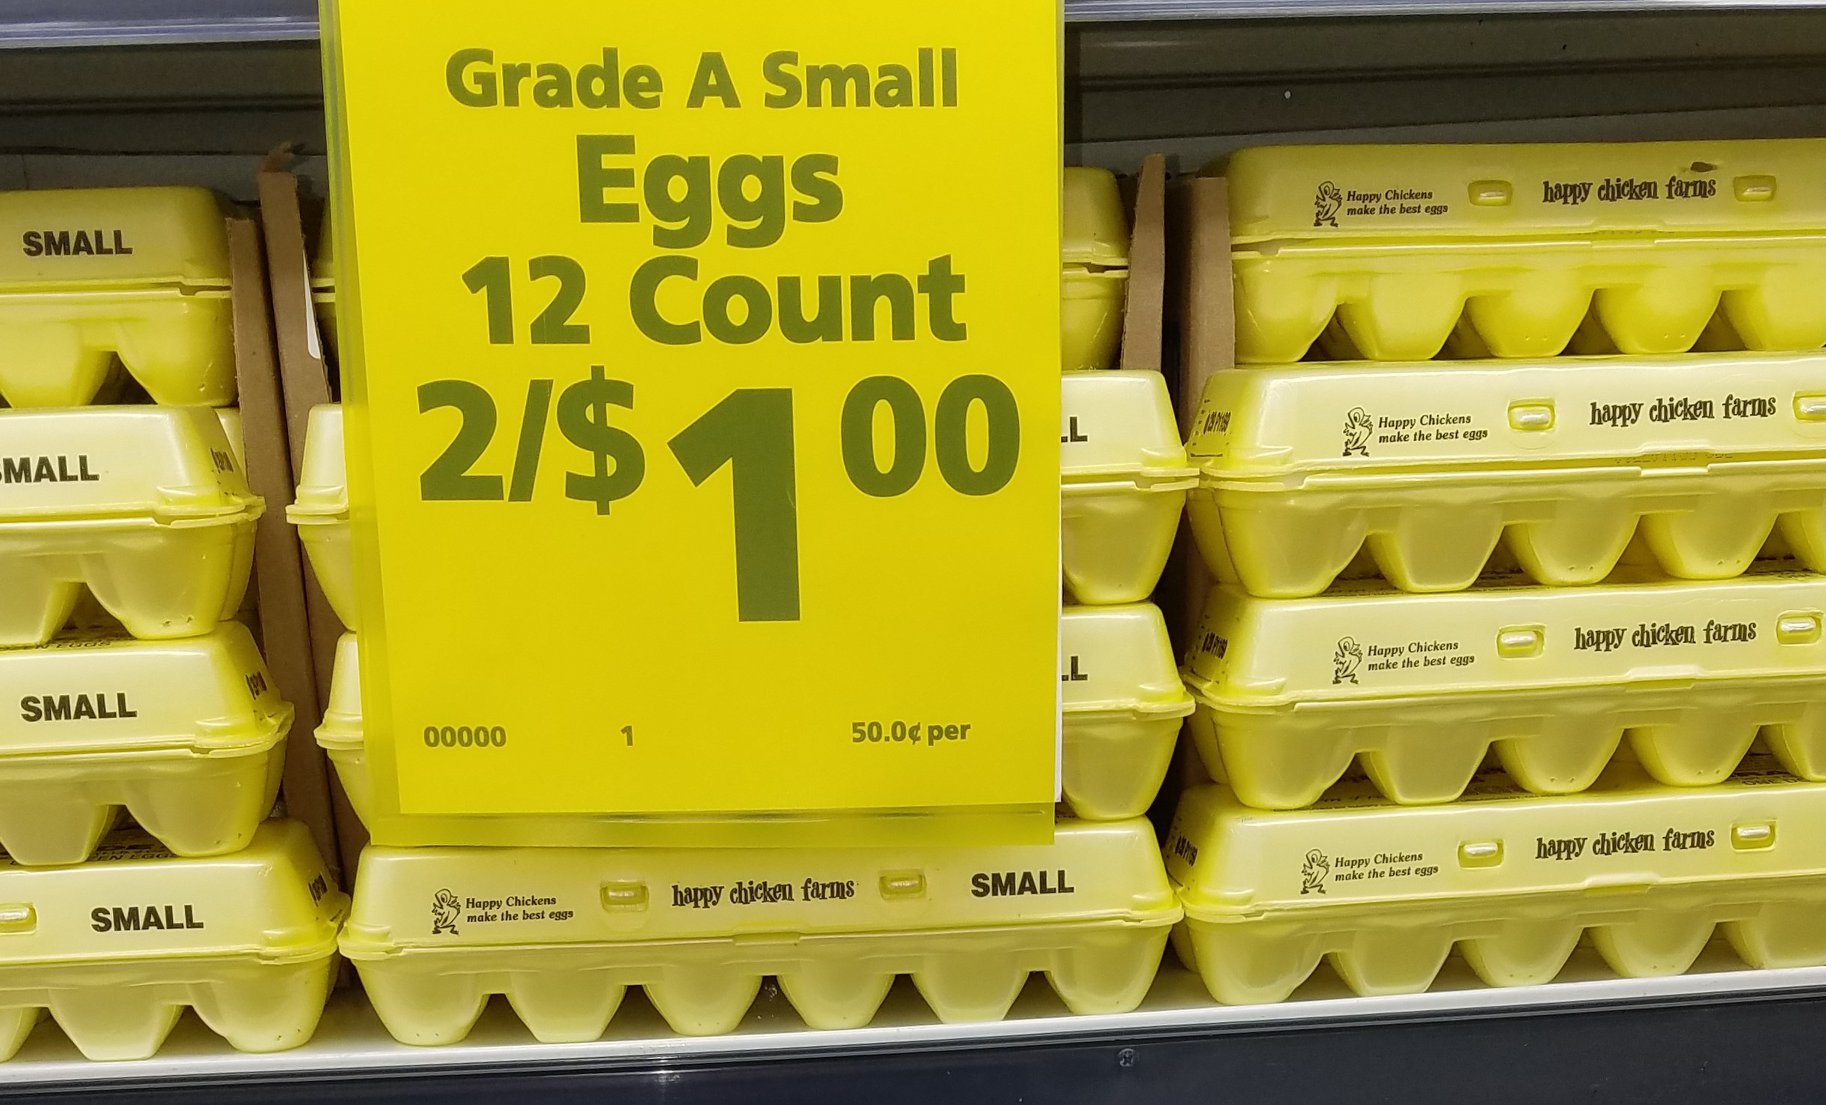 Grade A Small
Eggs
12 Count
2/$1.00
00000 1 50.0¢ per
SMALL
SMALL
SMALL
SMALL
Happy Chickens
make the best eggs
happy chicken farms
SMALL
Happy Chickens
make the best eggs
happy chicken farms
Happy Chickens
make the best eggs
happy chicken farms
Happy Chickens
make the best eggs
happy chicken farms
Happy Chickens
make the best eggs
happy chicken farms